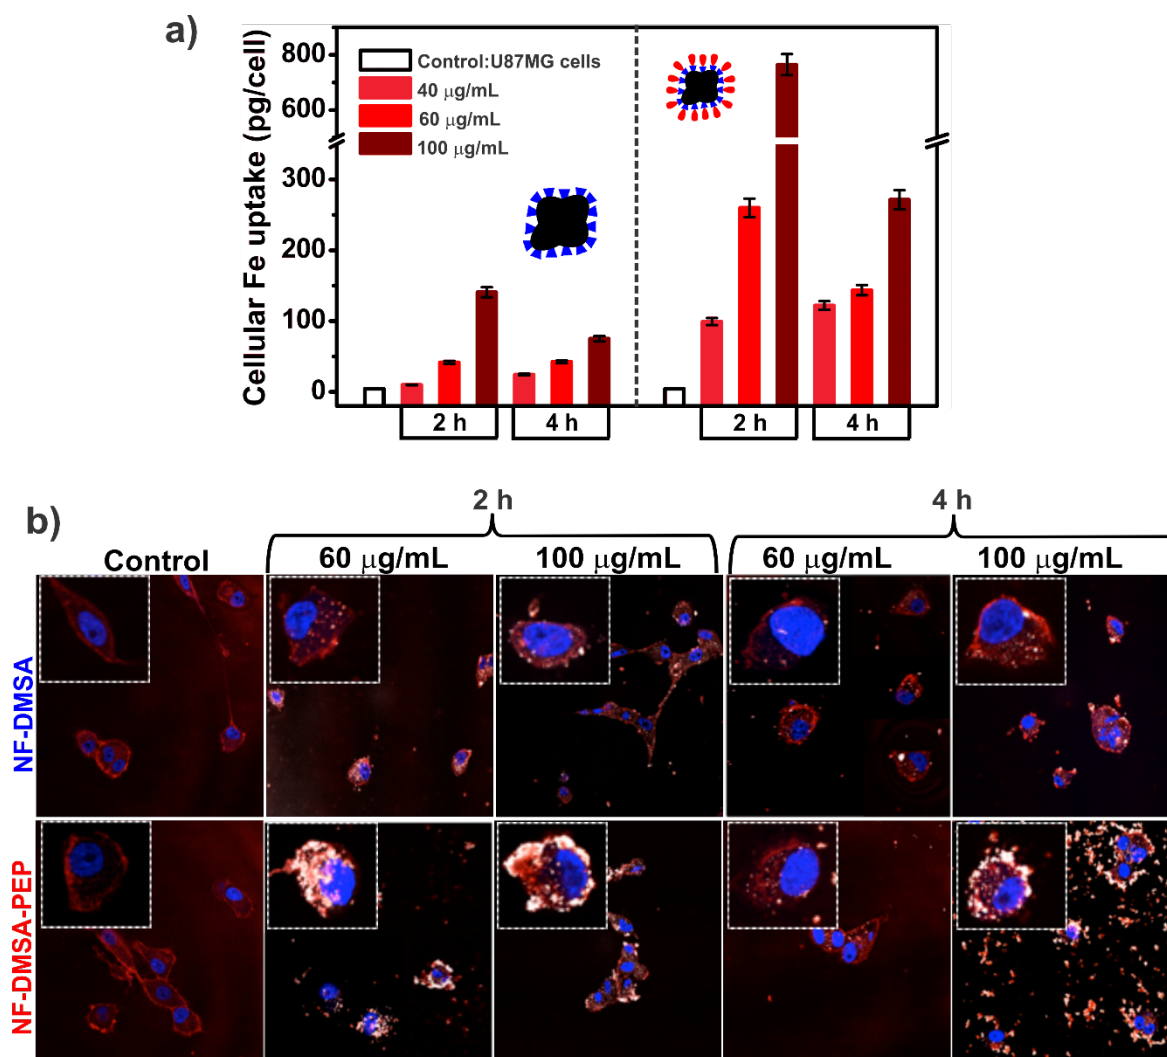 a)
Cellular Fe uptake (pg/cell)
800
600
300
200
100
0
Control:U87MG cells
40 μg/mL
60 μg/mL
100 μg/mL
2 h
4 h
2 h
4 h
b)
2 h
4 h
Control
60 μg/mL
100 μg/mL
60 μg/mL
100 μg/mL
NF-DMSA
NF-DMSA-PEP